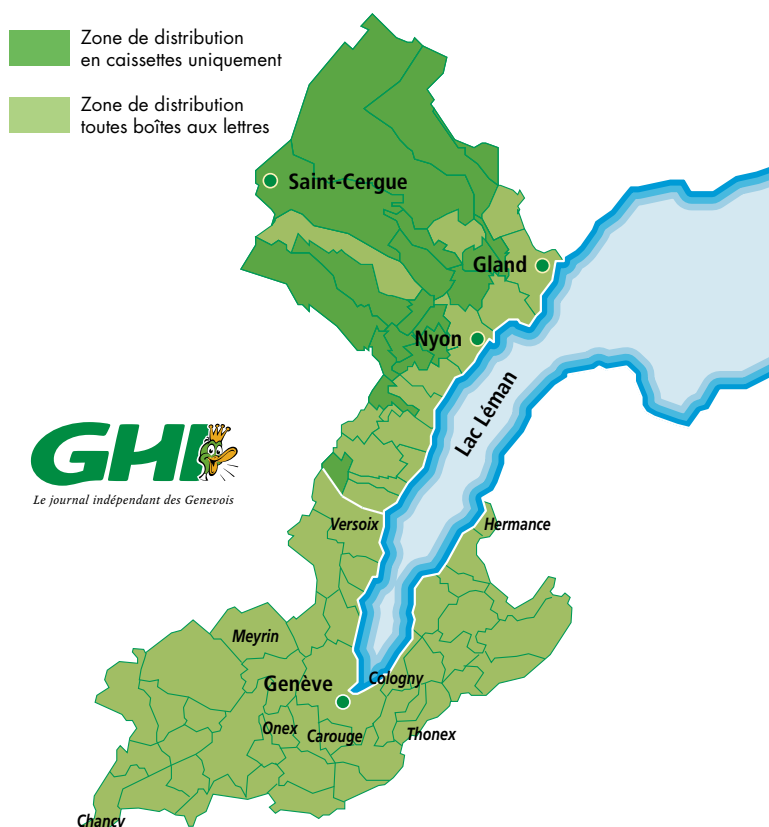 Zone de distribution
en caissettes uniquement
Zone de distribution
toutes boîtes aux lettres
Saint-Cergue
Gland
Nyon
Lac Léman
GHI
Le journal indépendant des Genevois
Versoix
Hermance
Meyrin
Cologny
Genève
Onex
Carouge
Thonex
Chancy